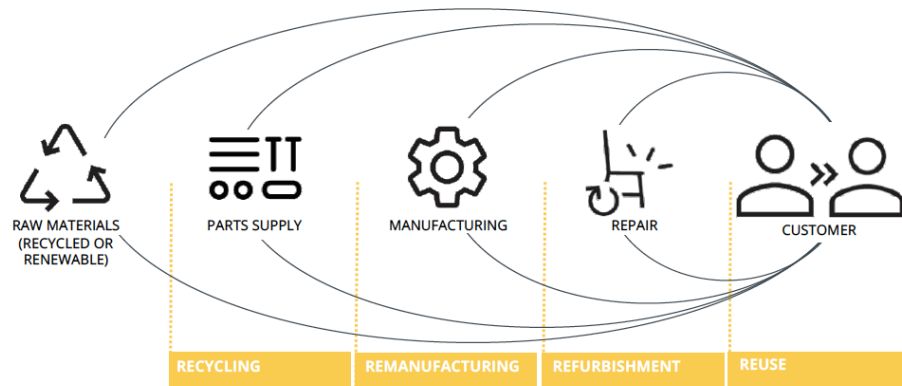 RAW MATERIALS
(RECYCLED OR
RENEWABLE)
PARTS SUPPLY
MANUFACTURING
REPAIR
CUSTOMER
RECYCLING
REMANUFACTURING
REFURBISHMENT
REUSE